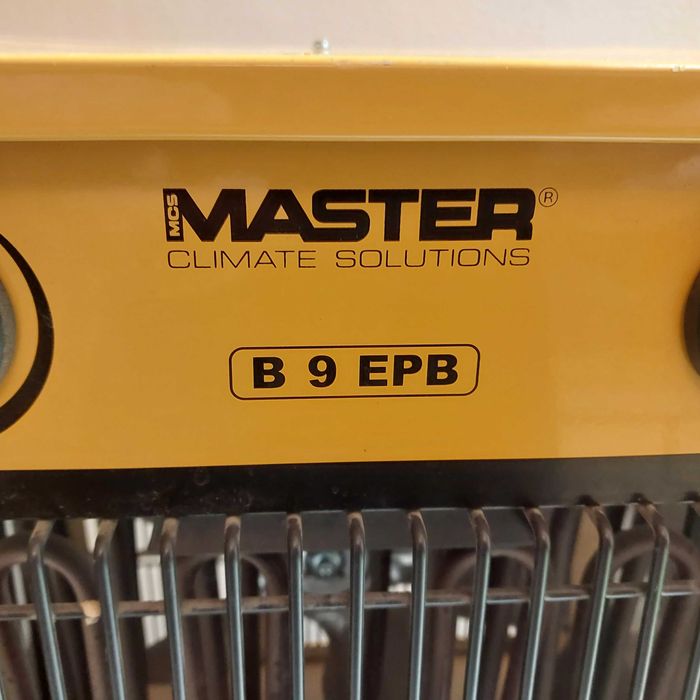 MCS MASTER®
CLIMATE SOLUTIONS
B 9 EPB